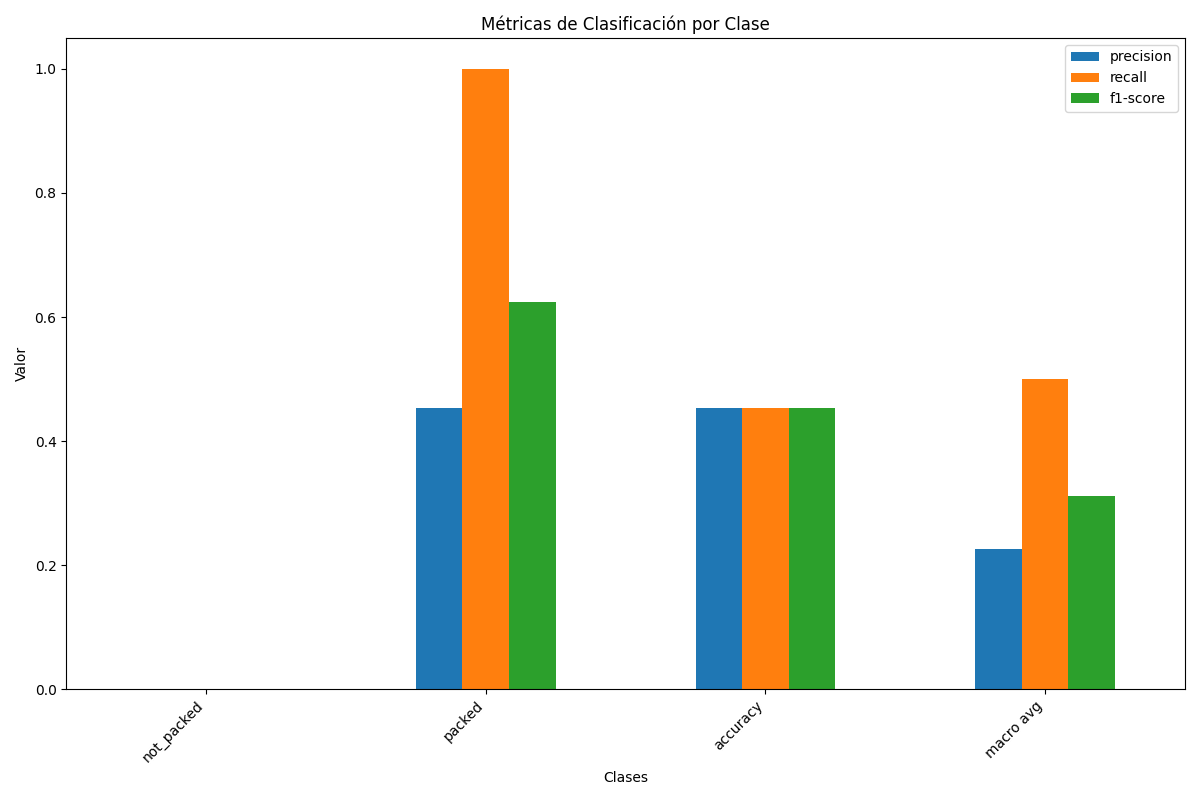 Métricas de Clasificación por Clase
precision
recall
f1-score
Valor
1.0
0.8
0.6
0.4
0.2
0.0
not_packed
packed
accuracy
macro avg
Clases